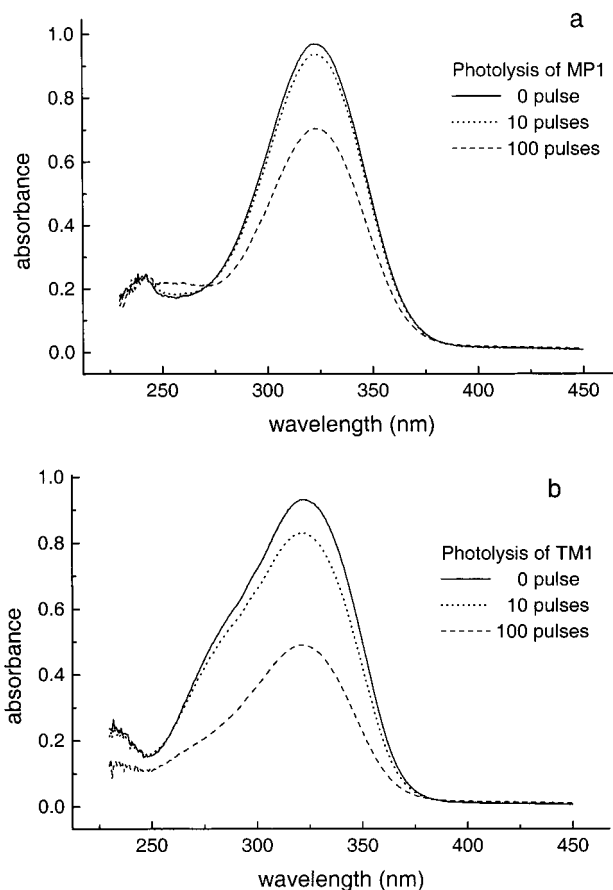 a
1.0
0.8
0.6
0.4
0.2
0.0
absorbance
Photolysis of MP1
0 pulse
10 pulses
100 pulses
250 300 350 400 450
wavelength (nm)
b
1.0
0.8
0.6
0.4
0.2
0.0
absorbance
Photolysis of TM1
0 pulse
10 pulses
100 pulses
250 300 350 400 450
wavelength (nm)